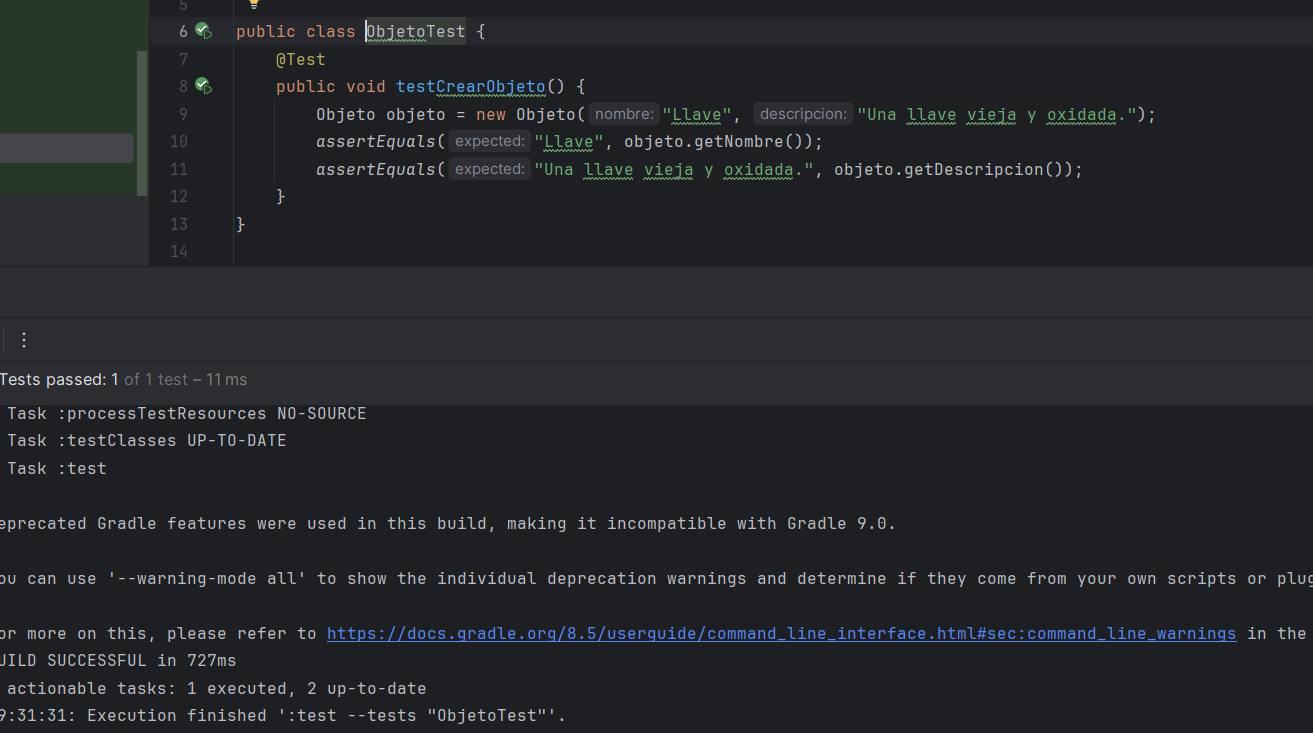 5
6 public class ObjetoTest {
7 @Test
8 public void testCrearObjeto() {
9 Objeto objeto = new Objeto( nombre: "Llave", descripcion: "Una llave vieja y oxidada.");
10 assertEquals( expected: "Llave", objeto.getNombre());
11 assertEquals( expected: "Una llave vieja y oxidada.", objeto.getDescripcion());
12 }
13 }
14
Tests passed: 1 of 1 test – 11 ms
Task :processTestResources NO-SOURCE
Task :testClasses UP-TO-DATE
Task :test
eprecated Gradle features were used in this build, making it incompatible with Gradle 9.0.
ou can use '--warning-mode all' to show the individual deprecation warnings and determine if they come from your own scripts or plug
or more on this, please refer to https://docs.gradle.org/8.5/userguide/command_line_interface.html#sec:command_line_warnings in the
UILD SUCCESSFUL in 727ms
actionable tasks: 1 executed, 2 up-to-date
9:31:31: Execution finished ':test --tests "ObjetoTest"'.